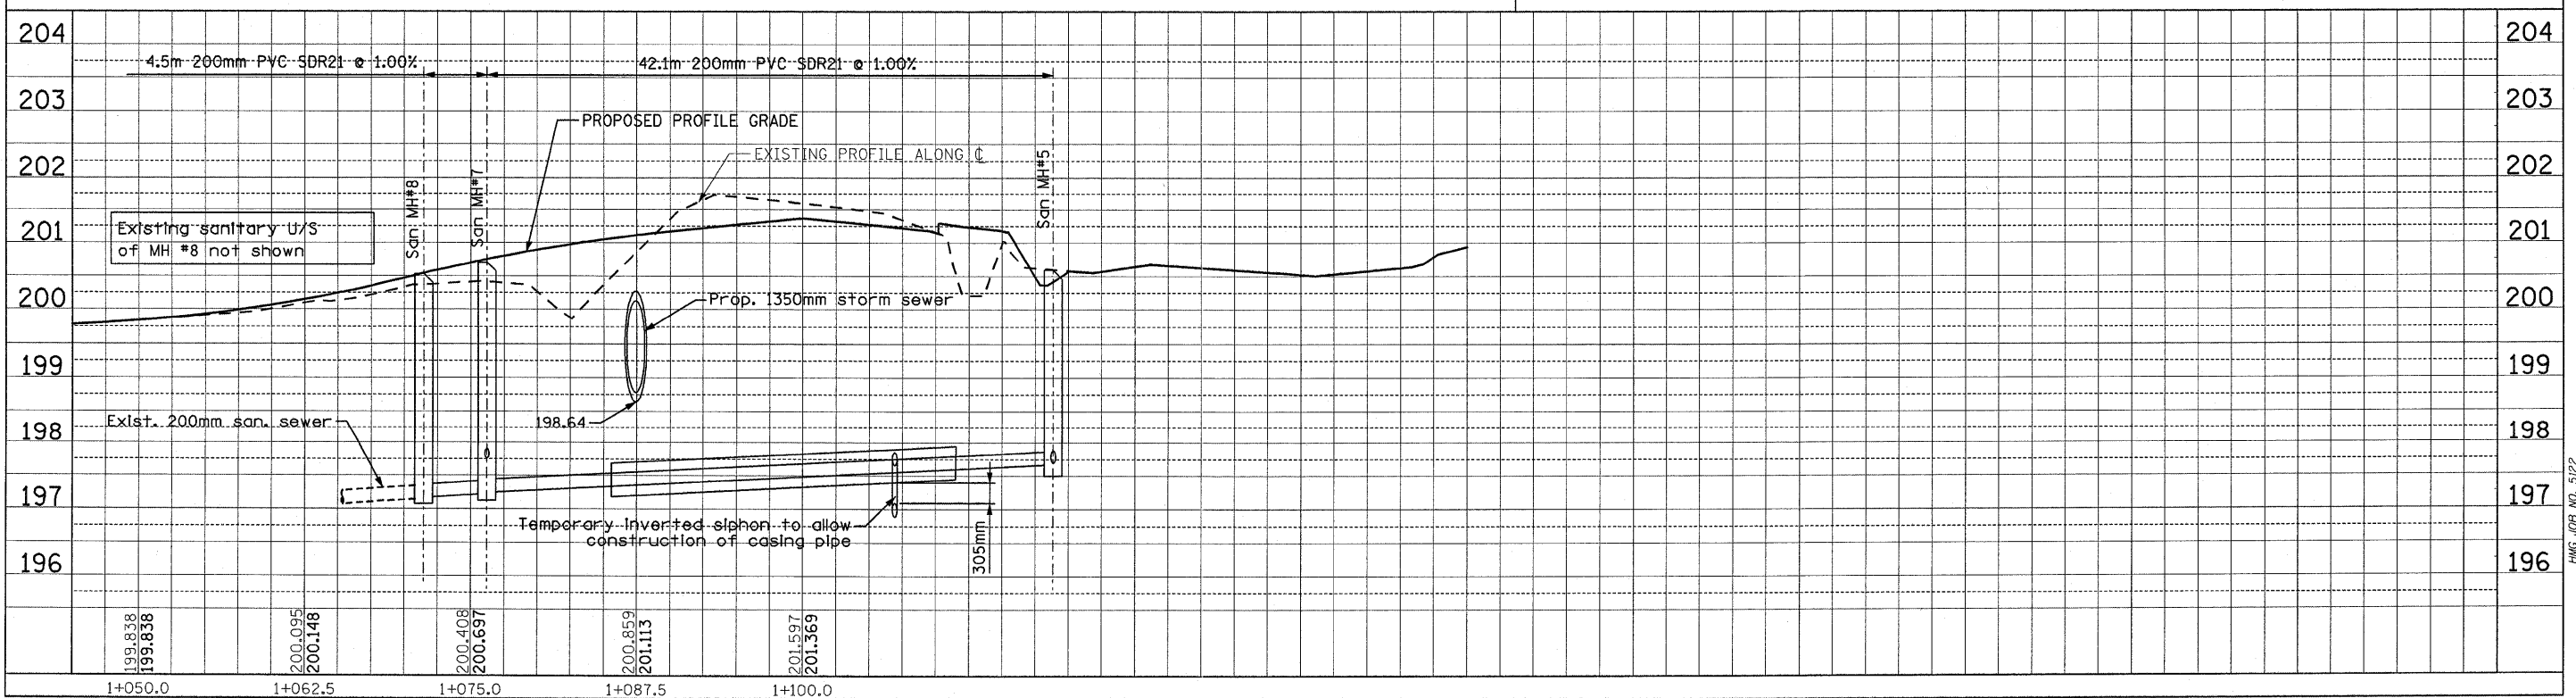 204
204
4.5m 200mm PVC SDR21 @ 1.00%
42.1m 200mm PVC SDR21 @ 1.00%
203
203
PROPOSED PROFILE GRADE
EXISTING PROFILE ALONG ℄
202
202
San MH#8
San MH#7
San MH#5
201
201
Existing sanitary U/S
of MH #8 not shown
200
200
Prop. 1350mm storm sewer
199
199
Exist. 200mm san. sewer
198.64
198
198
197
197
Temporary inverted siphon to allow
construction of casing pipe
305mm
196
196
HMG JOB NO. 5122
199.838
199.838
200.095
200.148
200.408
200.697
200.859
201.113
201.597
201.369
1+050.0
1+062.5
1+075.0
1+087.5
1+100.0